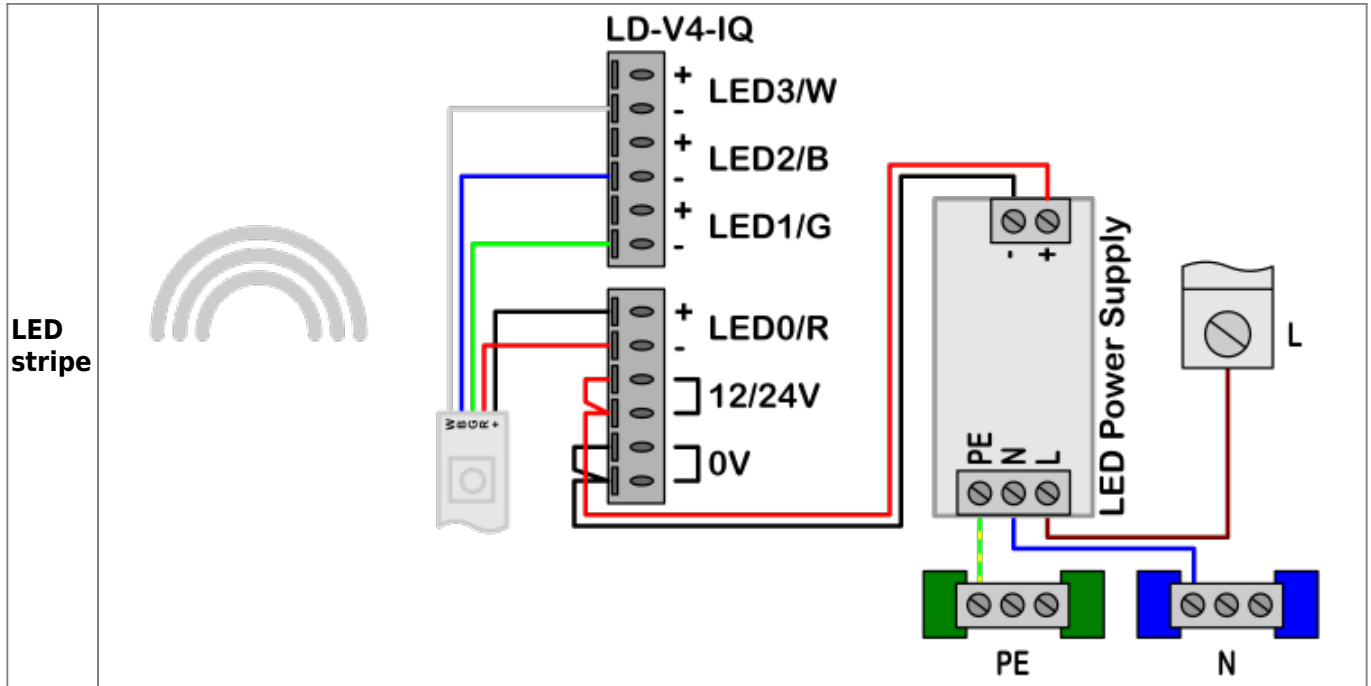 LED
stripe
LD-V4-IQ
+
LED3/W
-
+
LED2/B
-
+
LED1/G
-
+
LED0/R
-
12/24V
0V
W B G R +
- +
LED Power Supply
PE N L
L
PE
N